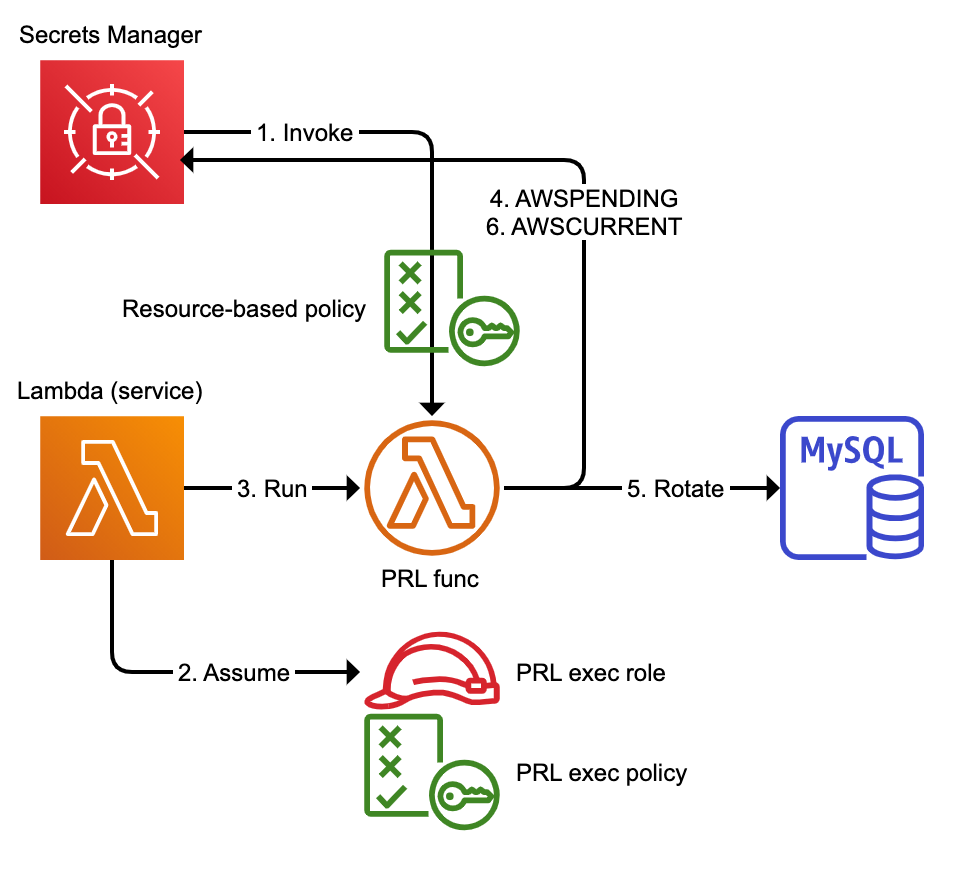 Secrets Manager
1. Invoke
4. AWSPENDING
6. AWSCURRENT
Resource-based policy
Lambda (service)
MySQL
3. Run
5. Rotate
PRL func
2. Assume
PRL exec role
PRL exec policy